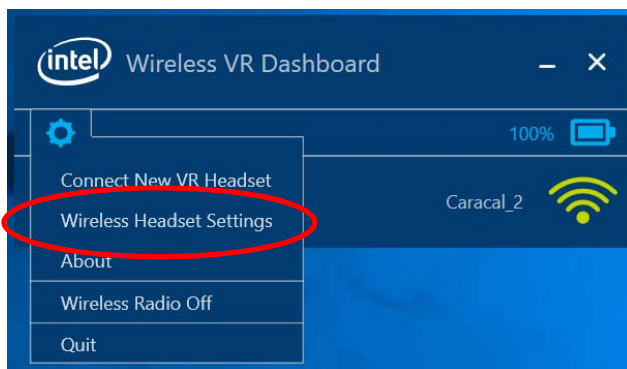 intel Wireless VR Dashboard
100%
Connect New VR Headset
Wireless Headset Settings
Caracal_2
About
Wireless Radio Off
Quit